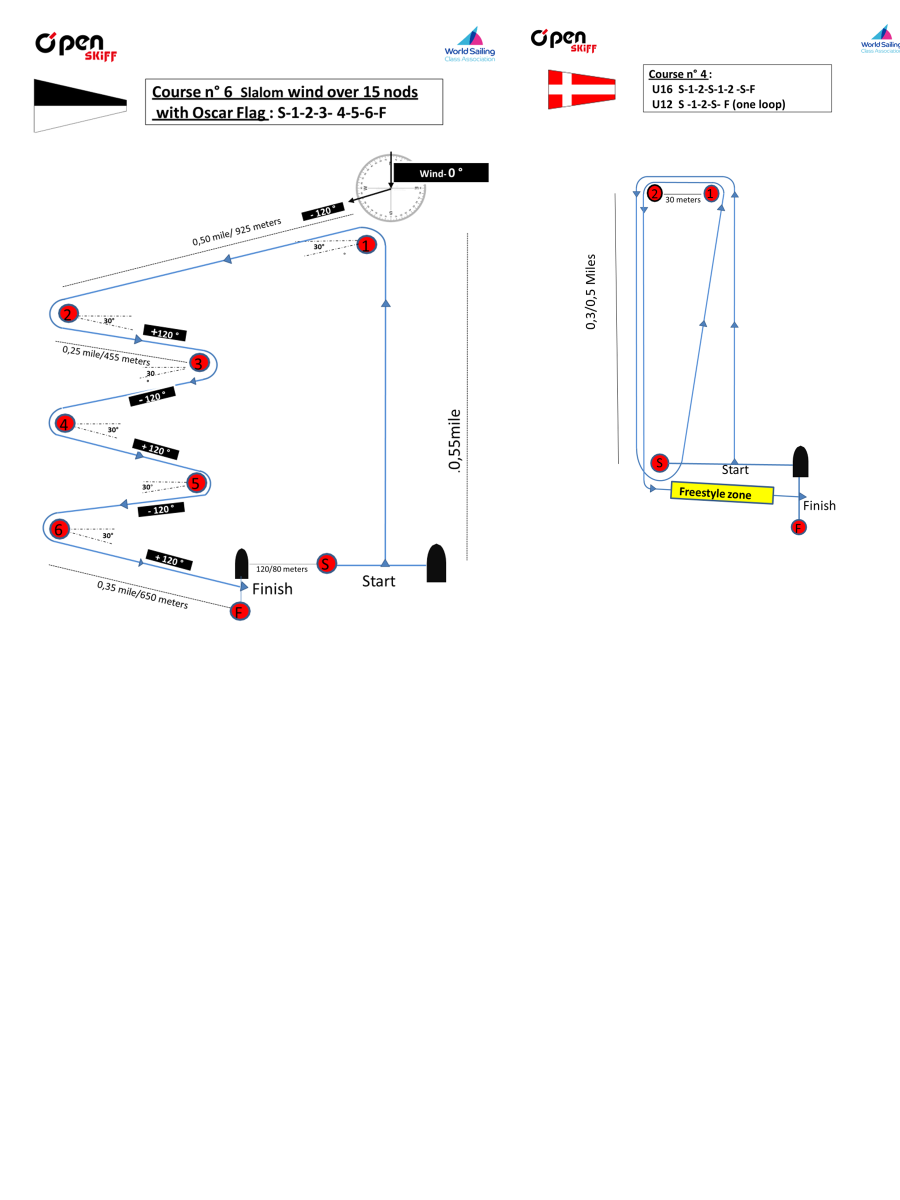 O'pen
SKiFF
World Sailing
Class Association
Course n° 6 Slalom wind over 15 nods
with Oscar Flag : S-1-2-3- 4-5-6-F
Wind- 0 °
- 120 °
0,50 mile/ 925 meters
1
30°
°
2
30°
+120 °
0,25 mile/455 meters
3
30
°
- 120 °
4
30°
+ 120 °
5
30°
- 120 °
6
30°
+ 120 °
0,35 mile/650 meters
120/80 meters
S
Finish
Start
F
.0,55mile
O'pen
SKiFF
World Sailing
Class Association
Course n° 4 :
U16 S-1-2-S-1-2 -S-F
U12 S -1-2-S- F (one loop)
2
1
30 meters
0,3/0,5 Miles
S
Start
Freestyle zone
Finish
F